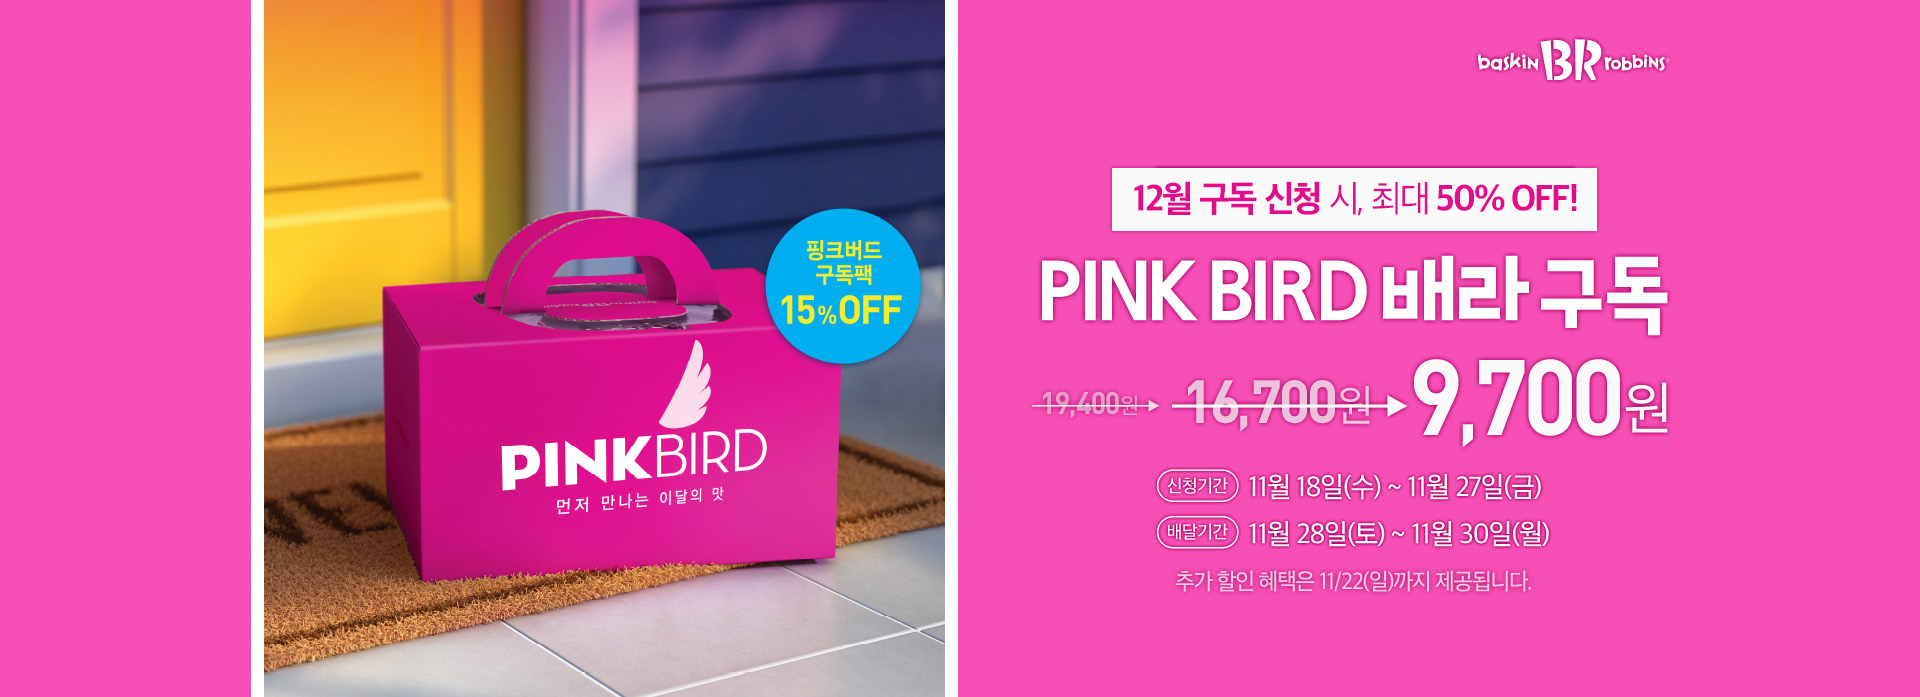 핑크버드
구독팩
15% OFF
PINKBIRD
먼저 만나는 이달의 맛
baskin BR robbins
12월 구독 신청 시, 최대 50% OFF!
PINK BIRD 배라 구독
19,400원 16,700원 9,700원
신청기간 11월 18일(수) ~ 11월 27일(금)
배달기간 11월 28일(토) ~ 11월 30일(월)
추가 할인 혜택은 11/22(일)까지 제공됩니다.